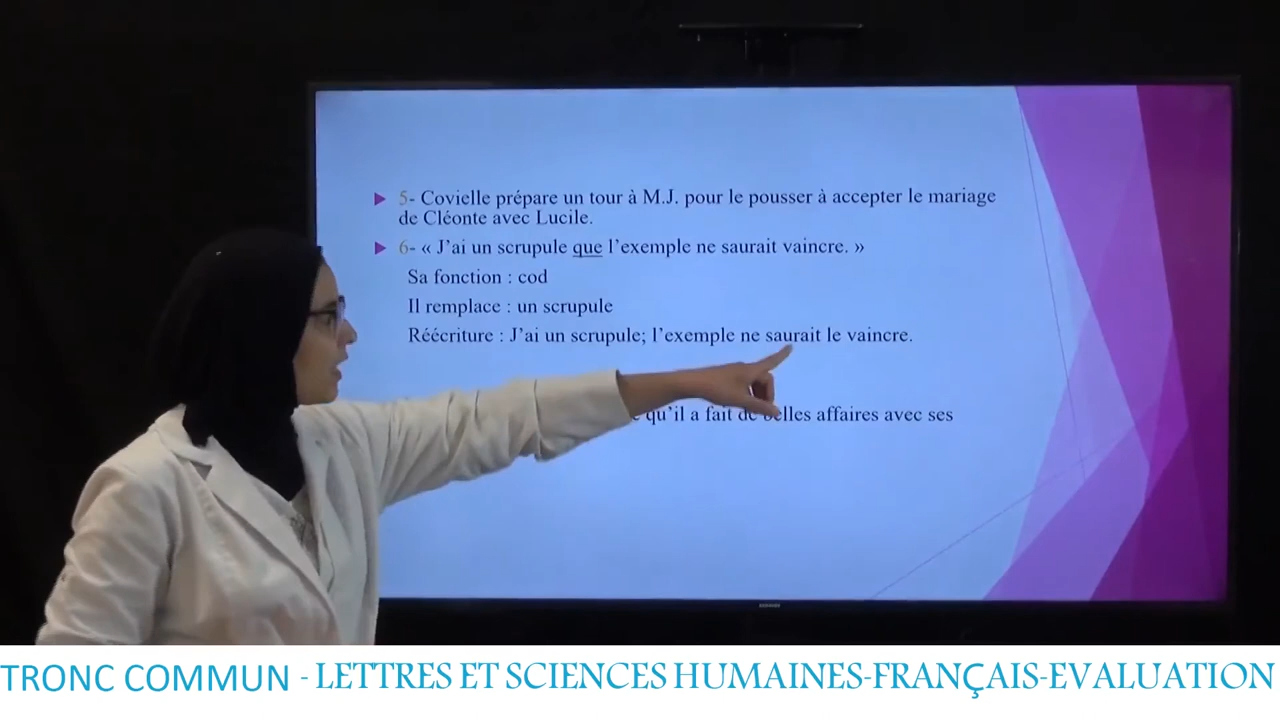 5- Covielle prépare un tour à M.J. pour le pousser à accepter le mariage
de Cléonte avec Lucile.
6- « J’ai un scrupule que l’exemple ne saurait vaincre. »
Sa fonction : cod
Il remplace : un scrupule
Réécriture : J’ai un scrupule; l’exemple ne saurait le vaincre.
qu’il a fait de belles affaires avec ses
TRONC COMMUN - LETTRES ET SCIENCES HUMAINES-FRANÇAIS-EVALUATION